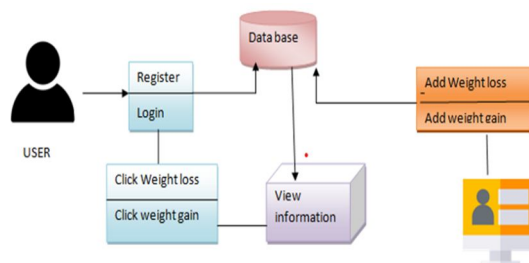 Data base
Register
Login
USER
Add Weight loss
Add weight gain
Click Weight loss
Click weight gain
View
information